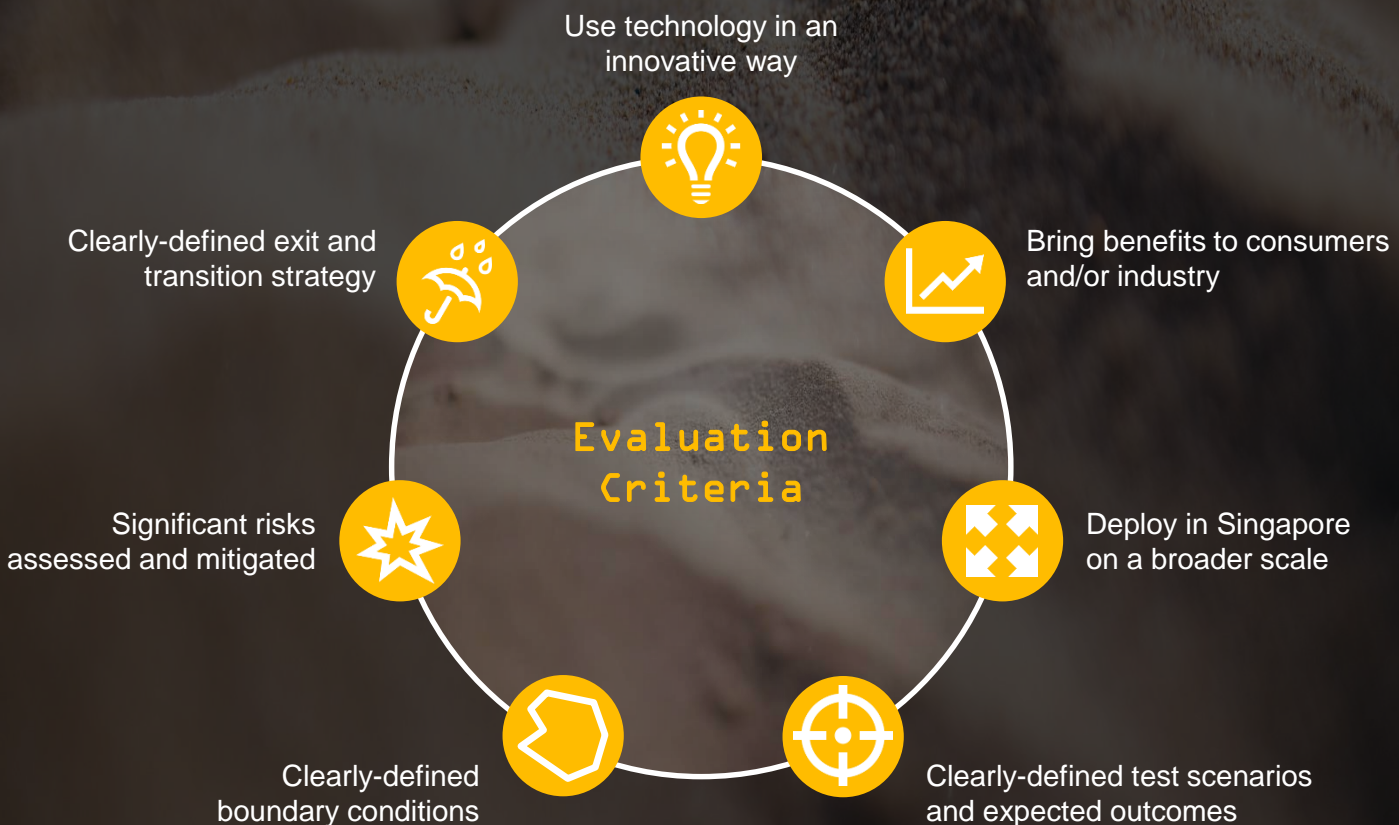 Use technology in an
innovative way
Bring benefits to consumers
and/or industry
Deploy in Singapore
on a broader scale
Clearly-defined test scenarios
and expected outcomes
Clearly-defined
boundary conditions
Significant risks
assessed and mitigated
Clearly-defined exit and
transition strategy
Evaluation
Criteria